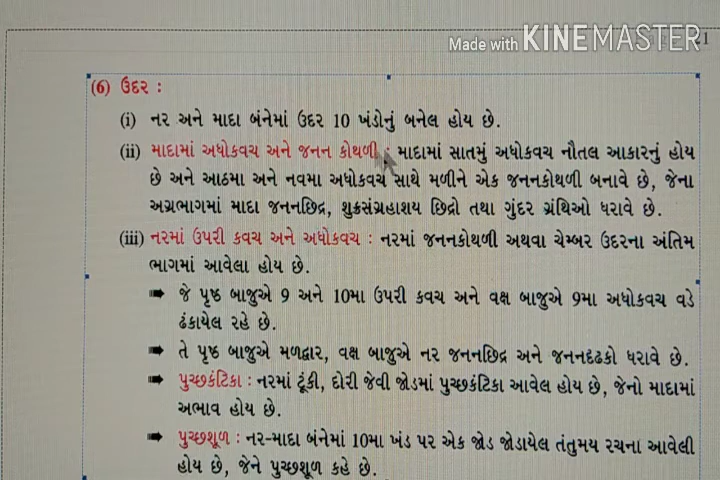 Made with KINEMASTER
(6) ઉદર :
(i) નર અને માદા બંનેમાં ઉદર 10 ખંડોનું બનેલ હોય છે.
(ii) માદામાં અધોકવચ અને જનન કોથળી : માદામાં સાતમું અધોકવચ નૌતલ આકારનું હોય
છે અને આઠમા અને નવમા અધોકવચ સાથે મળીને એક જનનકોથળી બનાવે છે, જેના
અગ્રભાગમાં માદા જનનછિદ્ર, શુક્રસંગ્રહાશય છિદ્રો તથા ગુંદર ગ્રંથિઓ ધરાવે છે.
(iii) નરમાં ઉપરી કવચ અને અધોકવચ : નરમાં જનનકોથળી અથવા ચેમ્બર ઉદરના અંતિમ
ભાગમાં આવેલા હોય છે.
➡ જે પૃષ્ઠ બાજુએ 9 અને 10મા ઉપરી કવચ અને વક્ષ બાજુએ 9મા અધોકવચ વડે
ઢંકાયેલ રહે છે.
➡ તે પૃષ્ઠ બાજુએ મળદ્વાર, વક્ષ બાજુએ નર જનનછિદ્ર અને જનનદંઢકો ધરાવે છે.
➡ પુચ્છકંટિકા : નરમાં ટૂંકી, દોરી જેવી જોડમાં પુચ્છકંટિકા આવેલ હોય છે, જેનો માદામાં
અભાવ હોય છે.
➡ પુચ્છશૂળ : નર-માદા બંનેમાં 10મા ખંડ પર એક જોડ જોડાયેલ તંતુમય રચના આવેલી
હોય છે, જેને પુચ્છશૂળ કહે છે.